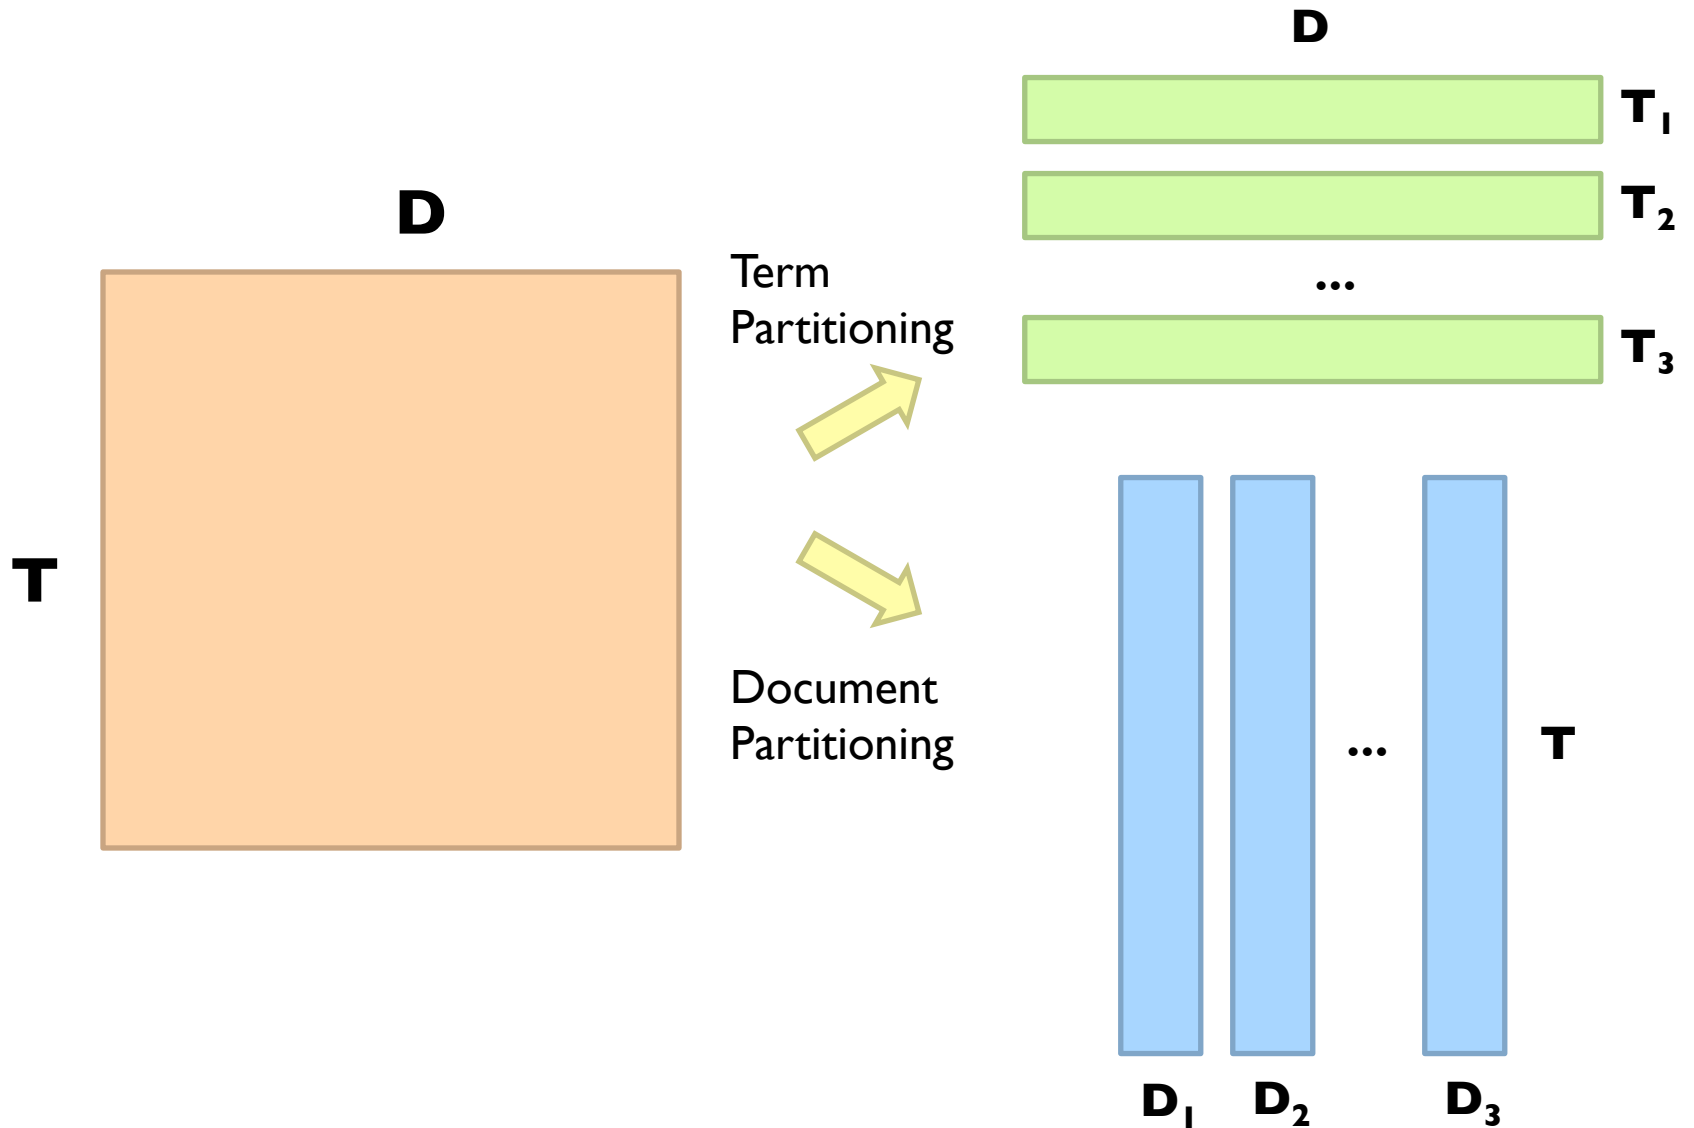 D
T
Term
Partitioning
Document
Partitioning
D
T1
T2
...
T3
... T
D1 D2 D3